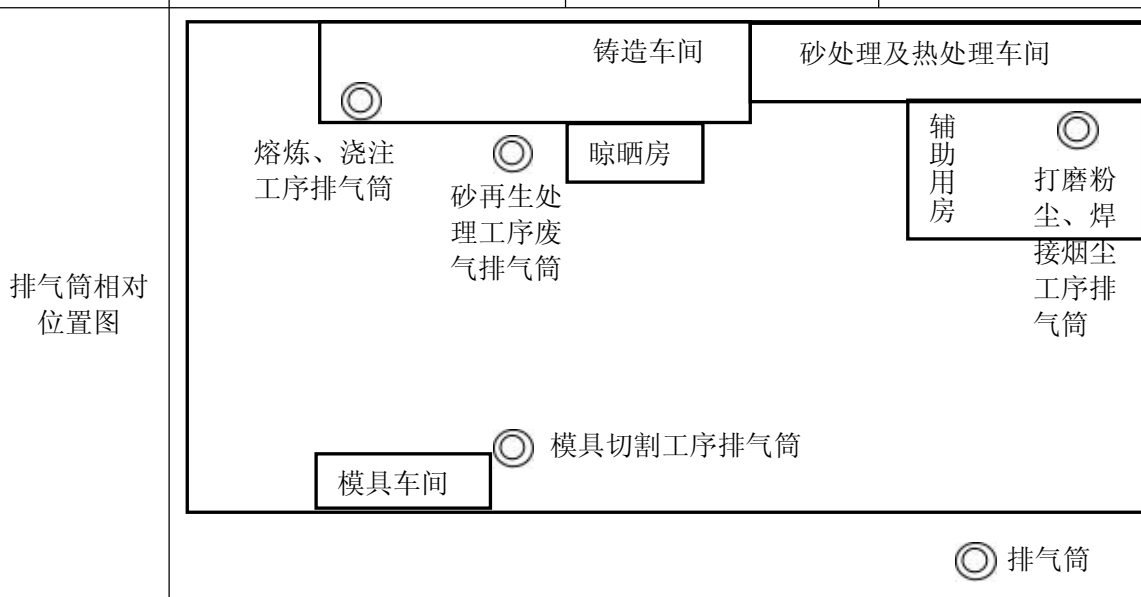 排气筒相对
位置图
铸造车间
砂处理及热处理车间
熔炼、浇注
工序排气筒
砂再生处
理工序废
气排气筒
晾晒房
辅
助
用
房
打磨粉
尘、焊
接烟尘
工序排
气筒
模具切割工序排气筒
模具车间
排气筒